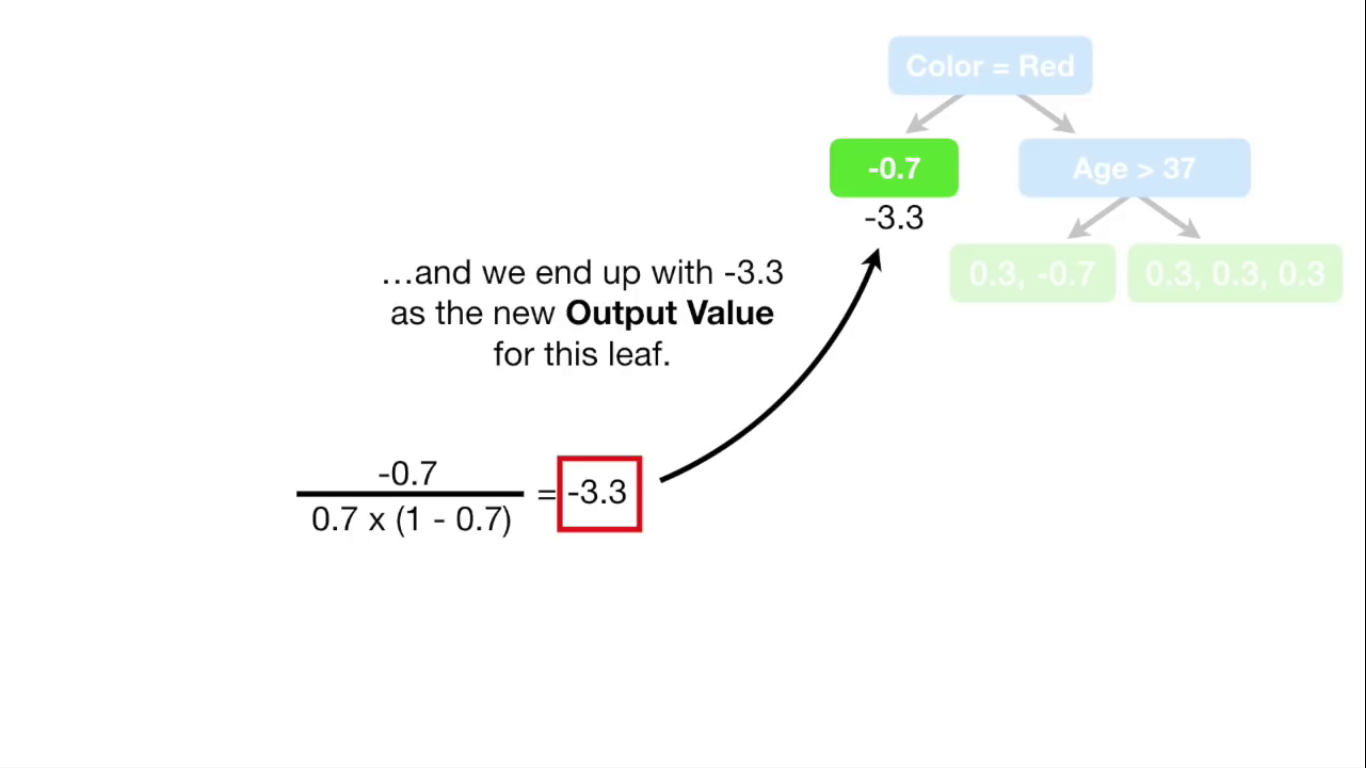 Color = Red
-0.7
Age > 37
-3.3
0.3, -0.7
0.3, 0.3, 0.3
…and we end up with -3.3
as the new Output Value
for this leaf.
-0.7
0.7 x (1 - 0.7)
= -3.3